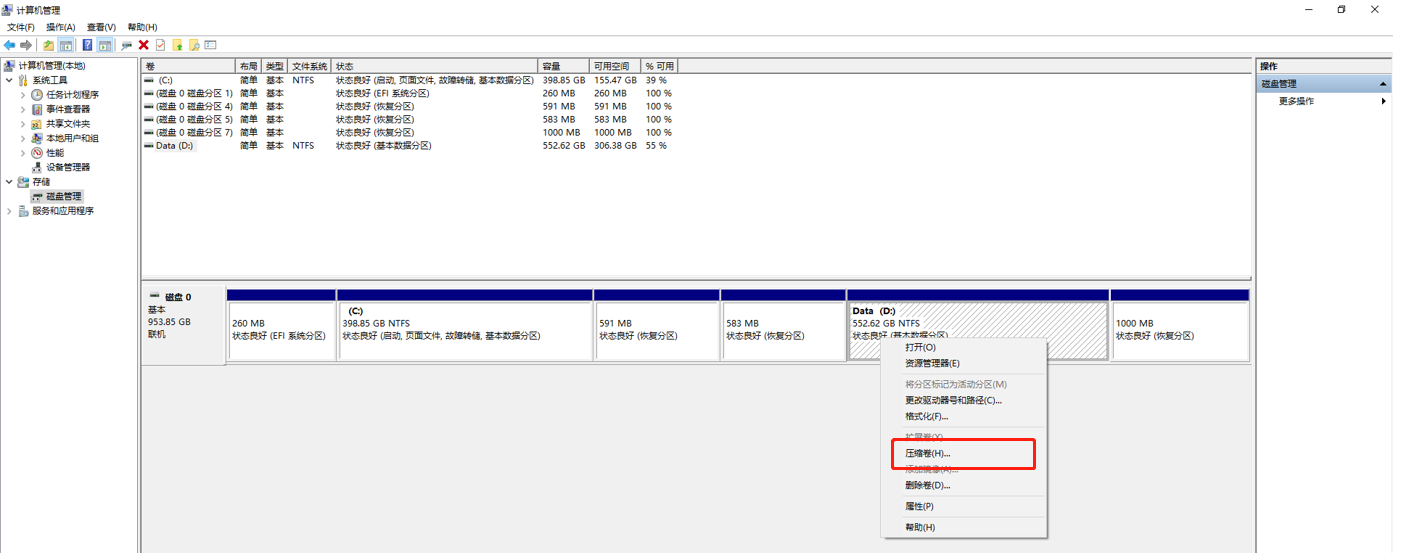 计算机管理
文件(F) 操作(A) 查看(V) 帮助(H)
计算机管理(本地)
系统工具
任务计划程序
事件查看器
共享文件夹
本地用户和组
性能
设备管理器
存储
磁盘管理
服务和应用程序
卷 布局 类型 文件系统 状态 容量 可用空间 % 可用
(C:) 简单 基本 NTFS 状态良好 (启动, 页面文件, 故障转储, 基本数据分区) 398.85 GB 155.47 GB 39 %
(磁盘 0 磁盘分区 1) 简单 基本 状态良好 (EFI 系统分区) 260 MB 260 MB 100 %
(磁盘 0 磁盘分区 4) 简单 基本 状态良好 (恢复分区) 591 MB 591 MB 100 %
(磁盘 0 磁盘分区 5) 简单 基本 状态良好 (恢复分区) 583 MB 583 MB 100 %
(磁盘 0 磁盘分区 7) 简单 基本 状态良好 (恢复分区) 1000 MB 1000 MB 100 %
Data (D:) 简单 基本 NTFS 状态良好 (基本数据分区) 552.62 GB 306.38 GB 55 %
磁盘 0
基本
953.85 GB
联机
260 MB
状态良好 (EFI 系统分区)
(C:)
398.85 GB NTFS
状态良好 (启动, 页面文件, 故障转储, 基本数据分区)
591 MB
状态良好 (恢复分区)
583 MB
状态良好 (恢复分区)
Data (D:)
552.62 GB NTFS
状态良好 (基本数据分区)
1000 MB
状态良好 (恢复分区)
打开(O)
资源管理器(E)
将分区标记为活动分区(M)
更改驱动器号和路径(C)...
格式化(F)...
扩展卷(X)...
压缩卷(H)...
添加镜像(A)...
删除卷(D)...
属性(P)
帮助(H)
操作
磁盘管理
更多操作